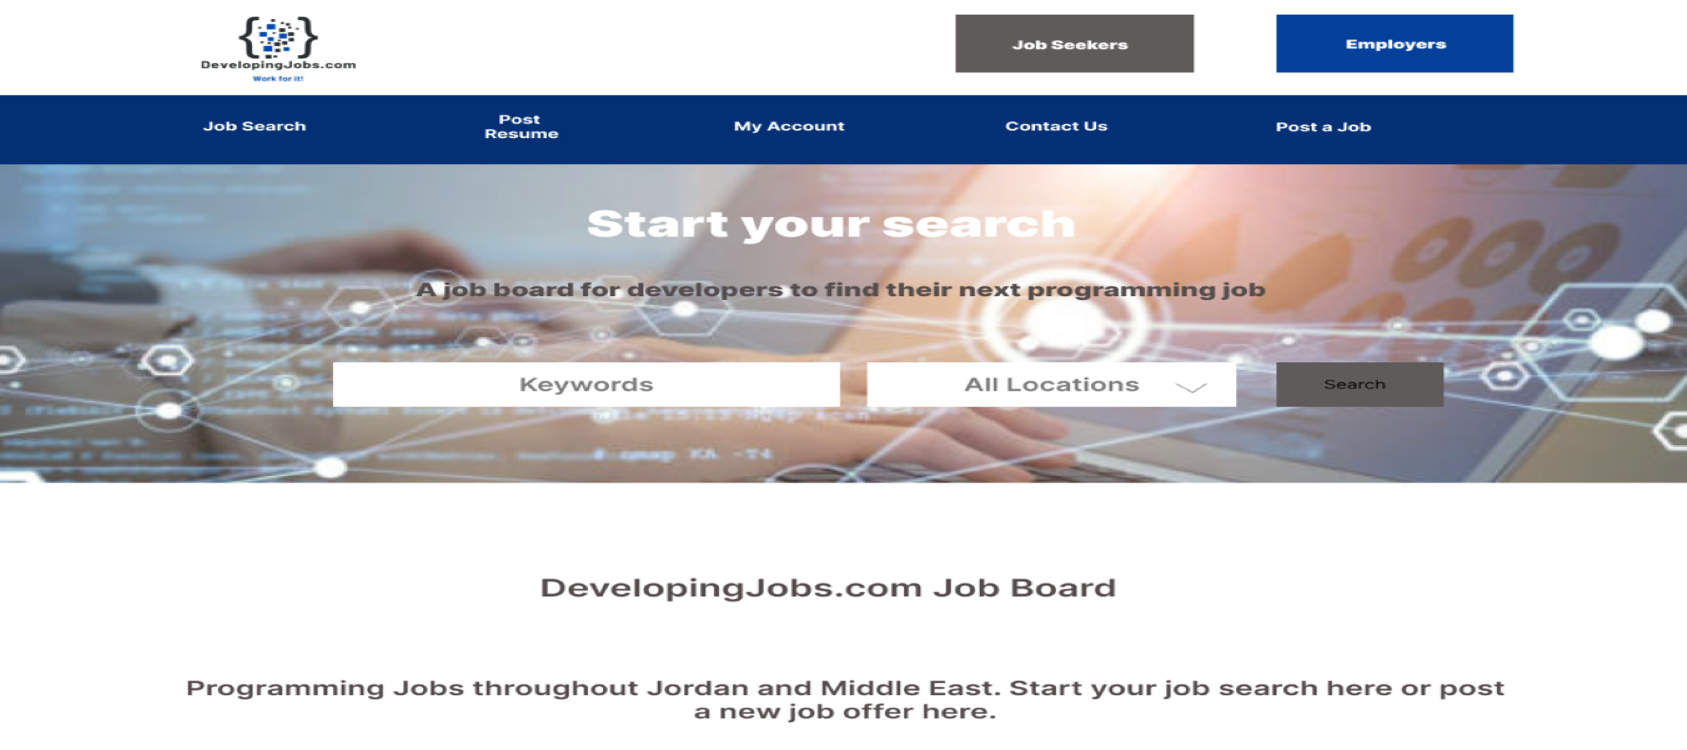 DevelopingJobs.com
Work for it!
Job Seekers
Employers
Job Search
Post
Resume
My Account
Contact Us
Post a Job
Start your search
A job board for developers to find their next programming job
Keywords
All Locations
Search
# nmap XA -T4
DevelopingJobs.com Job Board
Programming Jobs throughout Jordan and Middle East. Start your job search here or post
a new job offer here.